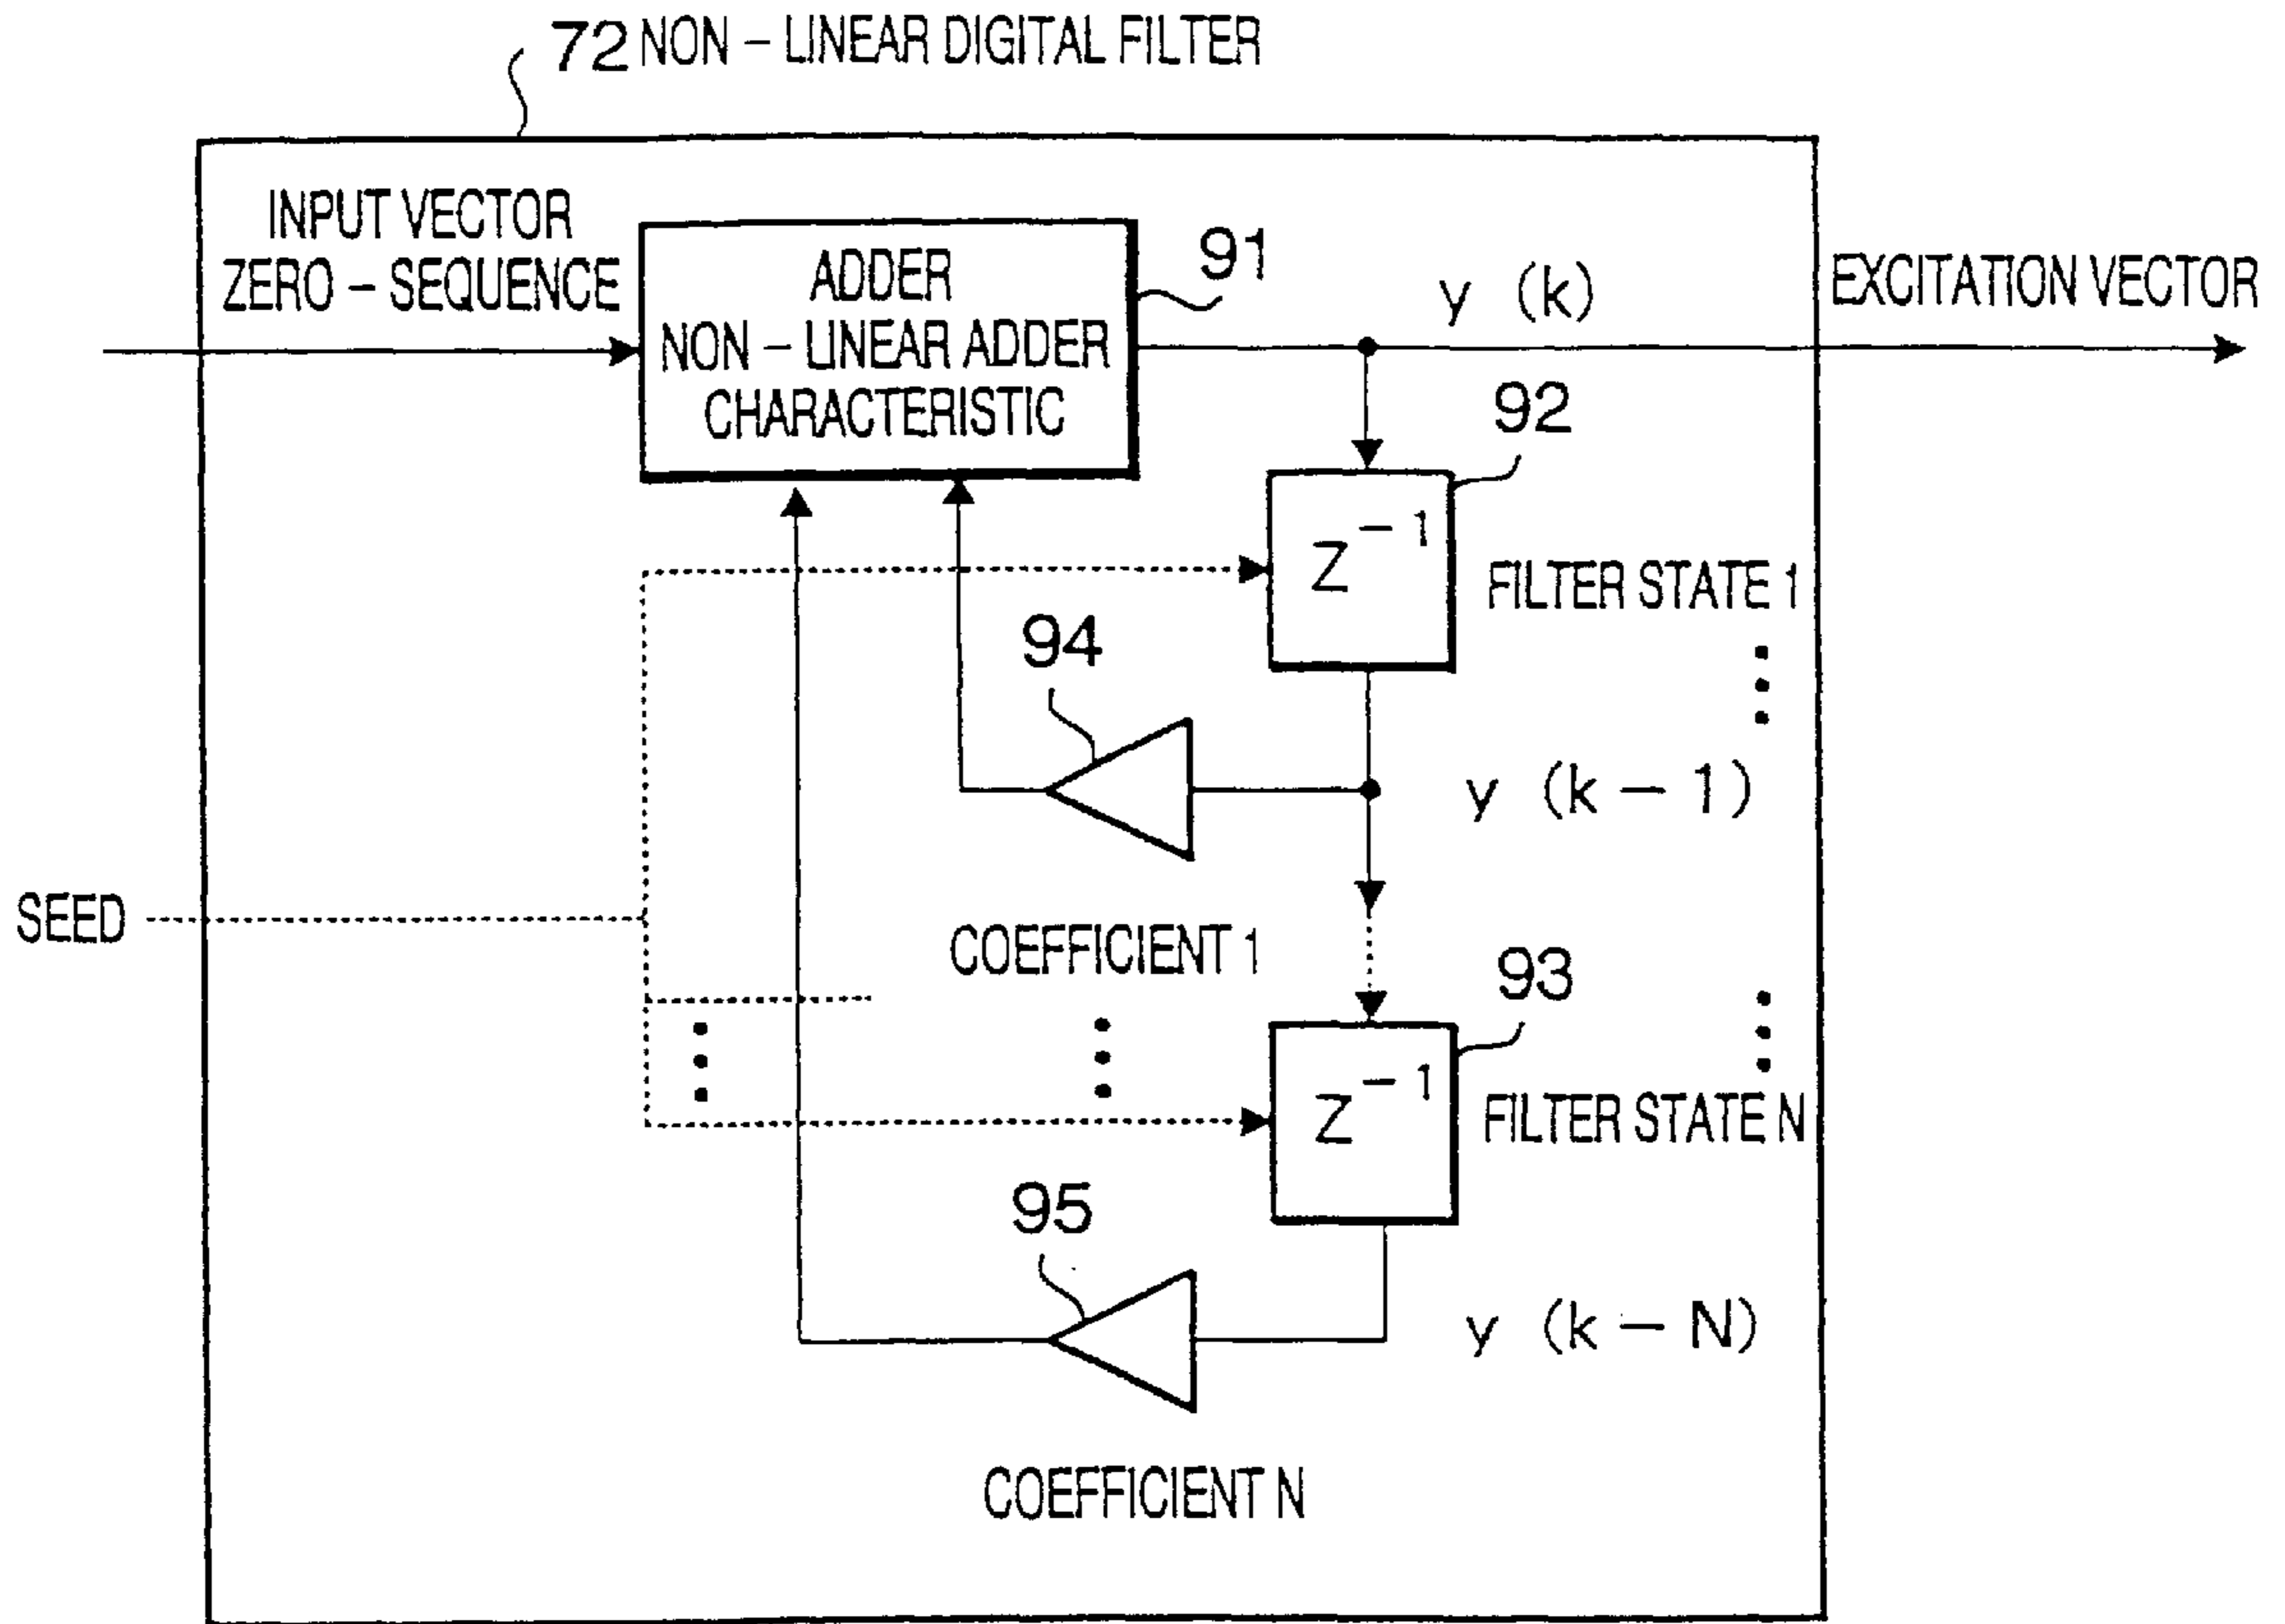 72 NON – LINEAR DIGITAL FILTER
INPUT VECTOR
ZERO – SEQUENCE
ADDER
NON – LINEAR ADDER
CHARACTERISTIC
91
y (k)
EXCITATION VECTOR
92
Z⁻¹
FILTER STATE 1
94
y (k – 1)
SEED
COEFFICIENT 1
93
Z⁻¹
FILTER STATE N
95
y (k – N)
COEFFICIENT N